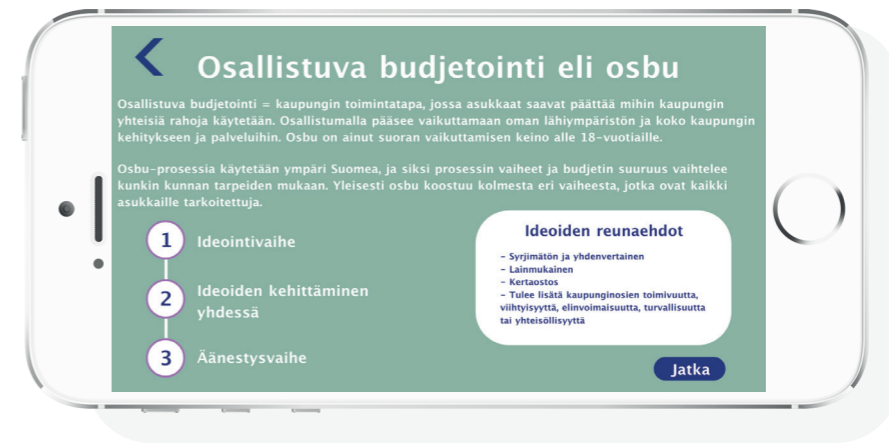 Osallistuva budjetointi eli osbu
Osallistuva budjetointi = kaupungin toimintatapa, jossa asukkaat saavat päättää mihin kaupungin
yhteisiä rahoja käytetään. Osallistumalla pääsee vaikuttamaan oman lähiympäristön ja koko kaupungin
kehitykseen ja palveluihin. Osbu on ainut suoran vaikuttamisen keino alle 18-vuotiaille.
Osbu-prosessia käytetään ympäri Suomea, ja siksi prosessin vaiheet ja budjetin suuruus vaihtelee
kunkin kunnan tarpeiden mukaan. Yleisesti osbu koostuu kolmesta eri vaiheesta, jotka ovat kaikki
asukkaille tarkoitettuja.
1 Ideointivaihe
2 Ideoiden kehittäminen
yhdessä
3 Äänestysvaihe
Ideoiden reunaehdot
- Syrjimätön ja yhdenvertainen
- Lainmukainen
- Kertaostos
- Tulee lisätä kaupunginosien toimivuutta,
viihtyisyyttä, elinvoimaisuutta, turvallisuutta
tai yhteisöllisyyttä
Jatka